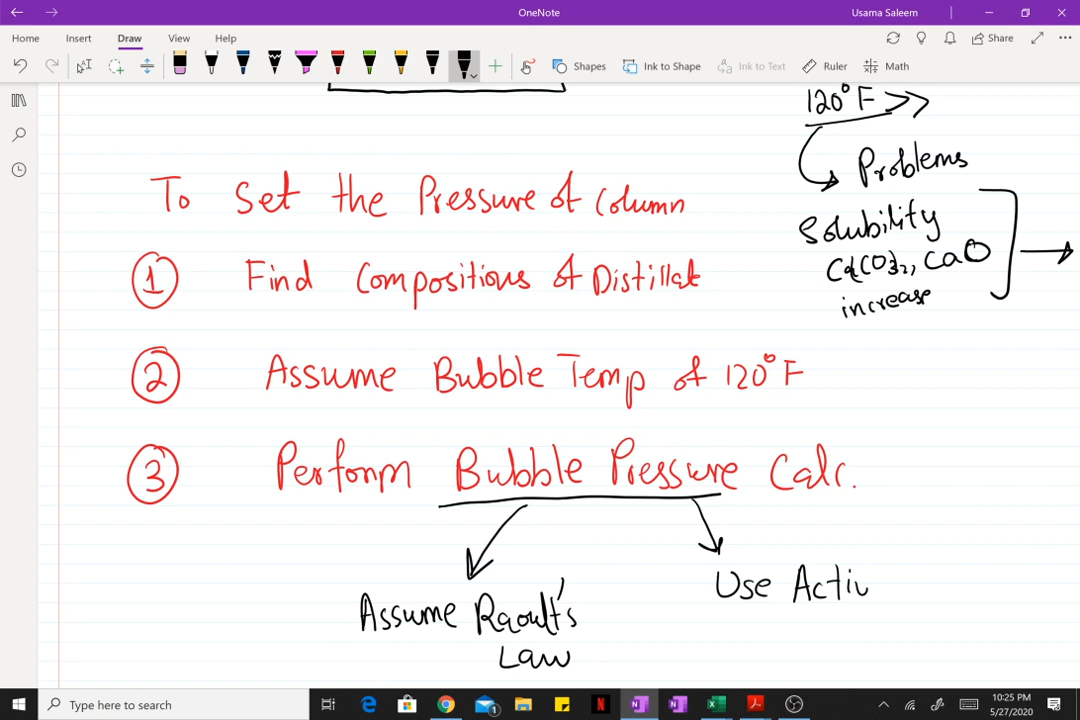 OneNote
Usama Saleem
Home Insert Draw View Help
Share
Shapes
Ink to Shape
Ink to Text
Ruler
Math
120°F >>
Problems
Solubility
CaO
increase
To Set the Pressure of Column
1 Find Compositions of Distillat
2 Assume Bubble Temp of 120°F
3 Perform Bubble Pressure Calc.
Assume Raoult's
Law
Use Activ
Type here to search
1
10:25 PM
5/27/2020